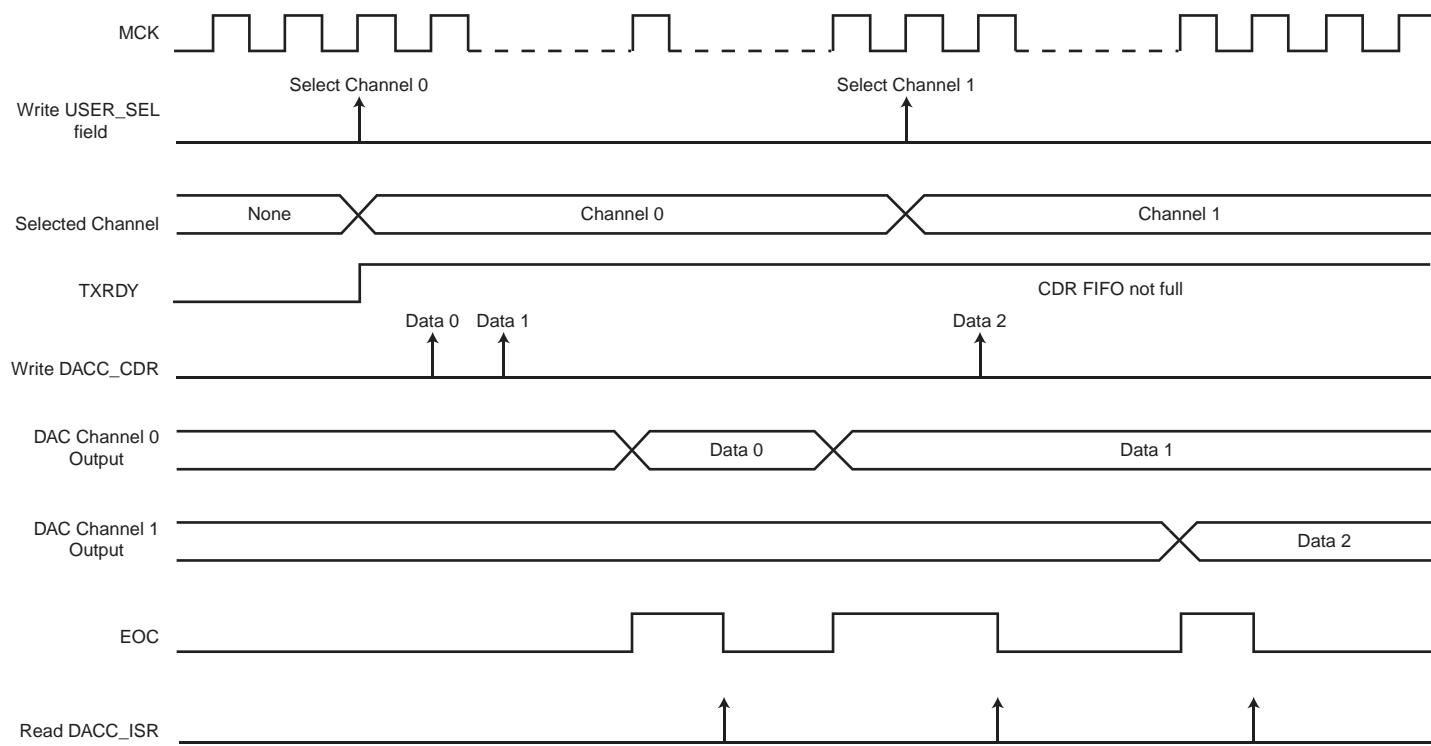 MCK
Select Channel 0
Select Channel 1
Write USER_SEL
field
Selected Channel
None
Channel 0
Channel 1
TXRDY
CDR FIFO not full
Data 0
Data 1
Data 2
Write DACC_CDR
DAC Channel 0
Output
Data 0
Data 1
DAC Channel 1
Output
Data 2
EOC
Read DACC_ISR